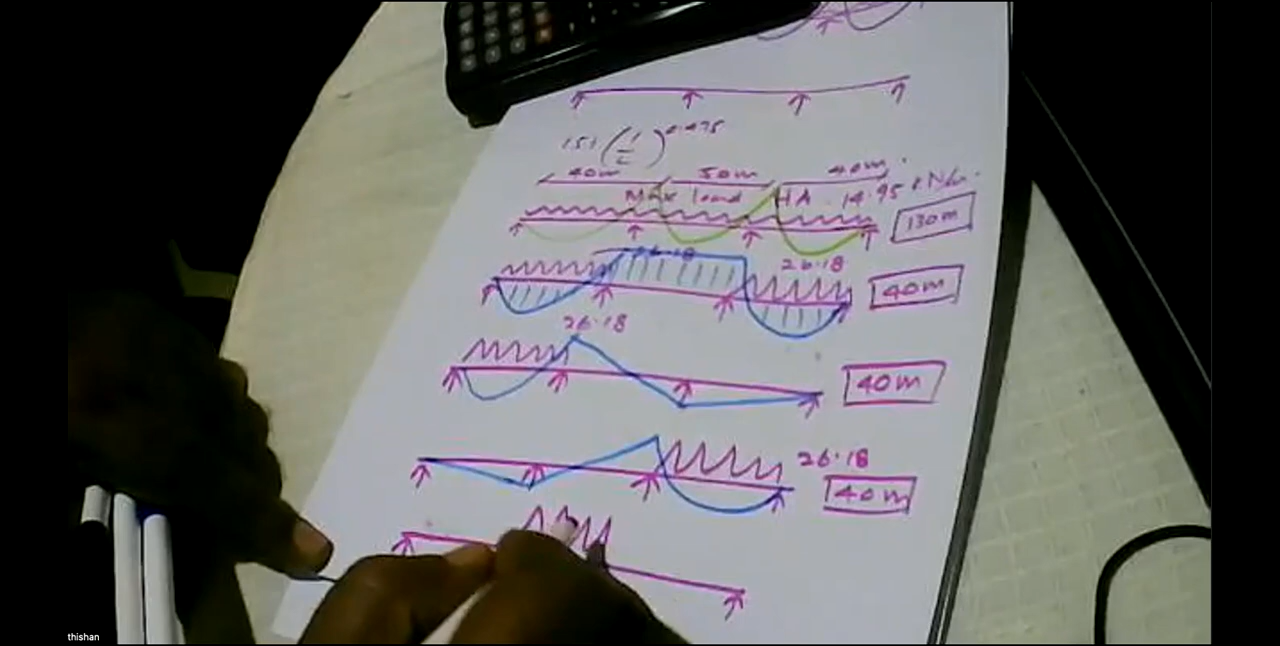 151 (1/L)^0.475
40m 50m 40m
Max load HA 14.95 kN/m
130m
26.18 26.18
40m
26.18
40m
26.18
40m
thishan